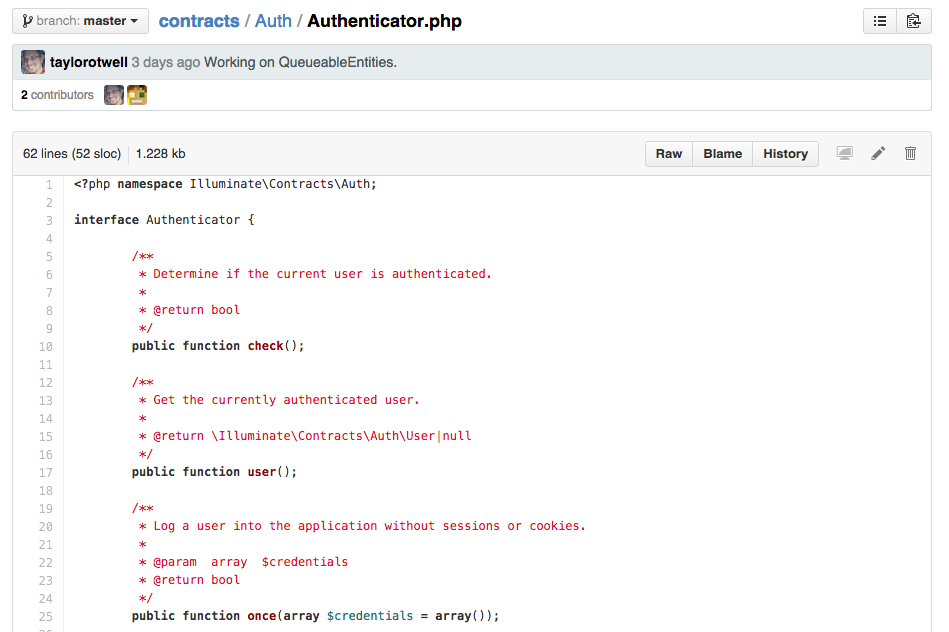 branch: master contracts / Auth / Authenticator.php
taylorotwell 3 days ago Working on QueueableEntities.
2 contributors
62 lines (52 sloc) 1.228 kb Raw Blame History
1 <?php namespace Illuminate\Contracts\Auth;
2
3 interface Authenticator {
4
5 /**
6 * Determine if the current user is authenticated.
7 *
8 * @return bool
9 */
10 public function check();
11
12 /**
13 * Get the currently authenticated user.
14 *
15 * @return \Illuminate\Contracts\Auth\User|null
16 */
17 public function user();
18
19 /**
20 * Log a user into the application without sessions or cookies.
21 *
22 * @param  array  $credentials
23 * @return bool
24 */
25 public function once(array $credentials = array());